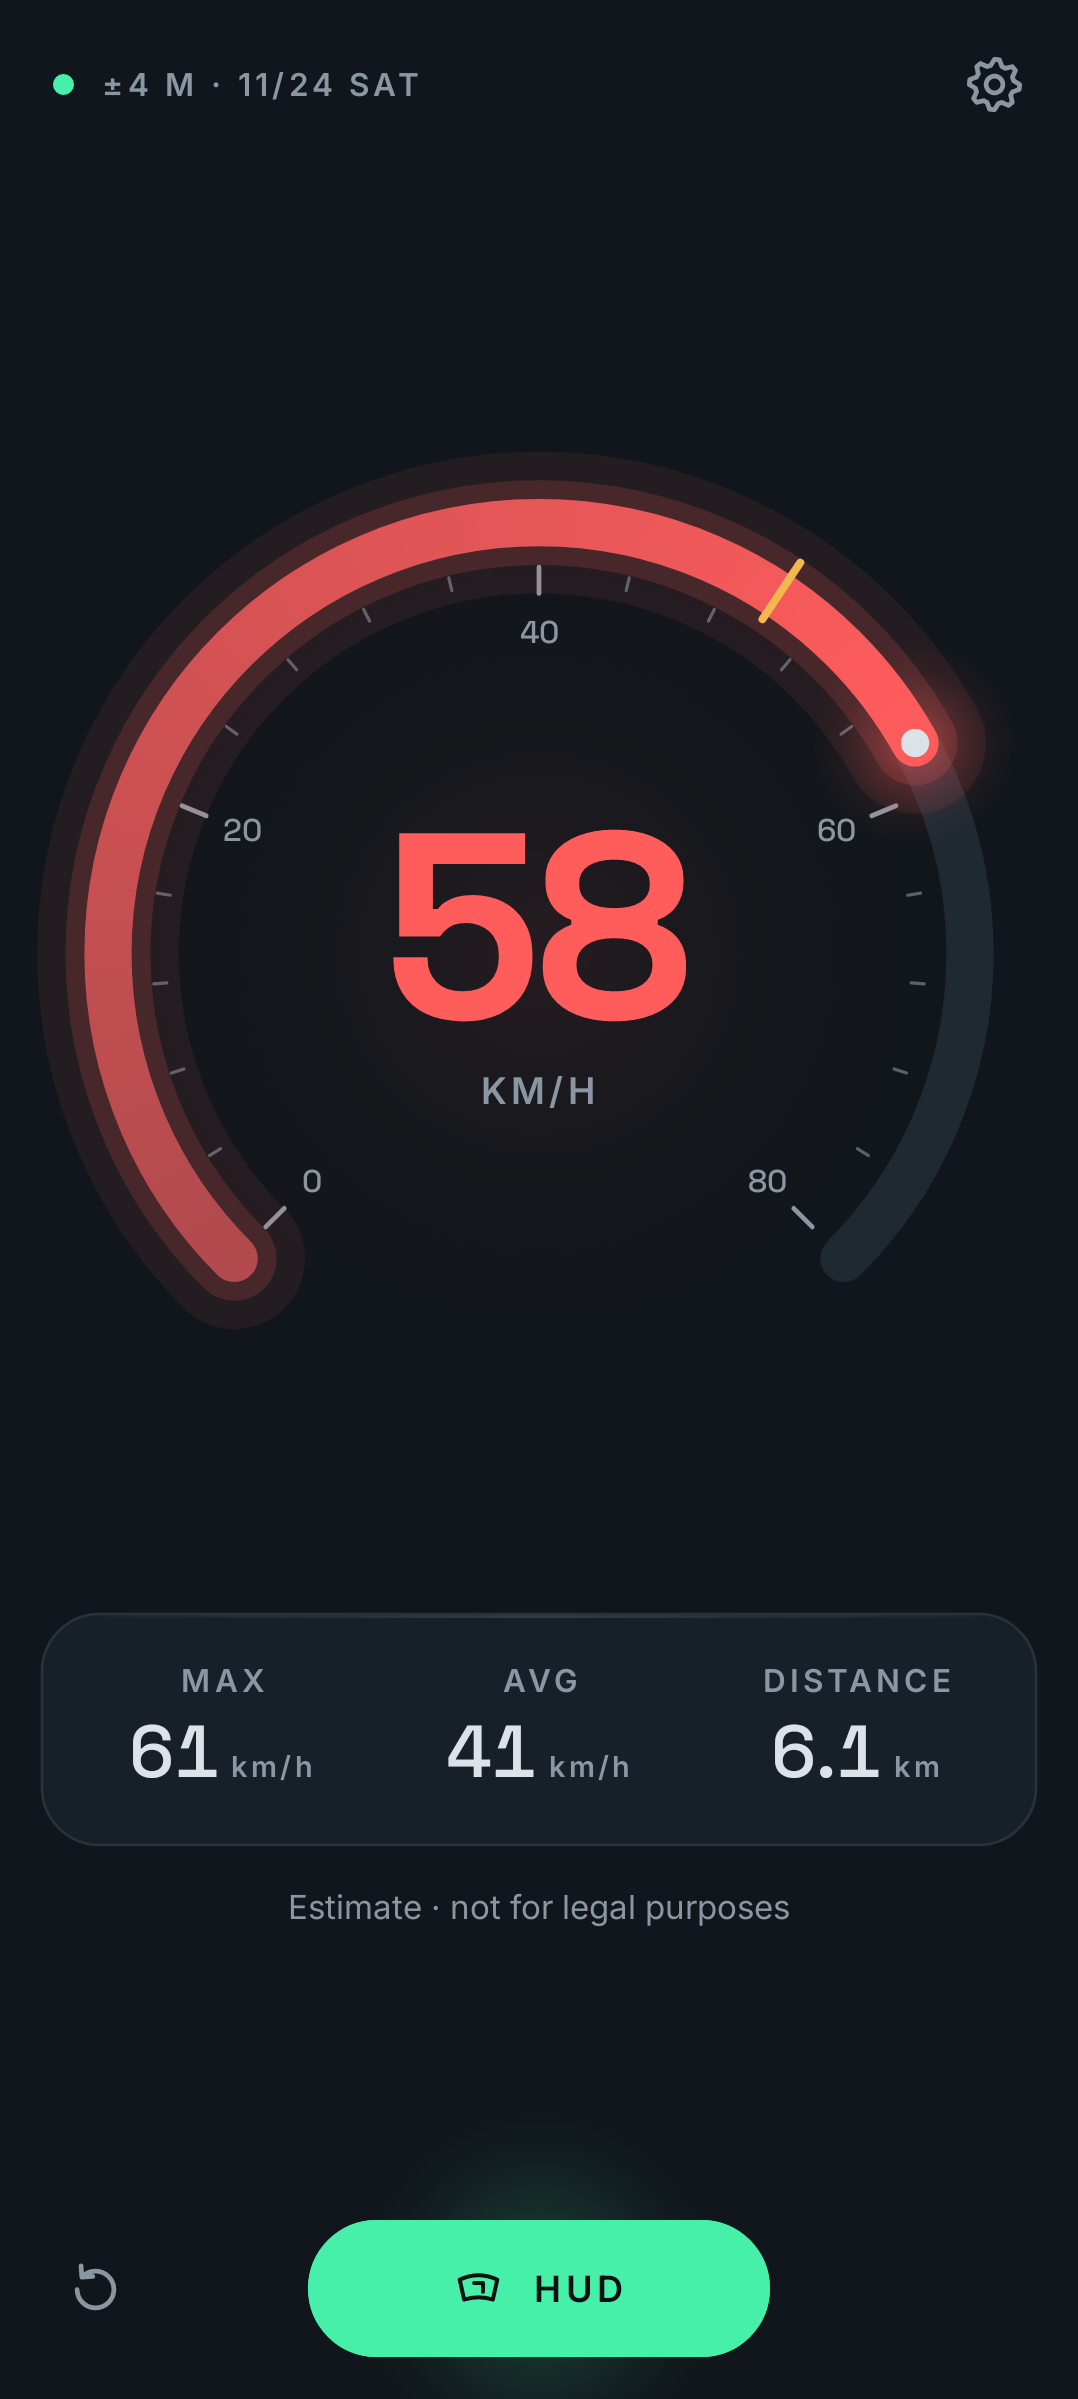 ±4 M · 11/24 SAT
40
20
60
58
KM/H
0
80
MAX
AVG
DISTANCE
61 km/h
41 km/h
6.1 km
Estimate · not for legal purposes
HUD